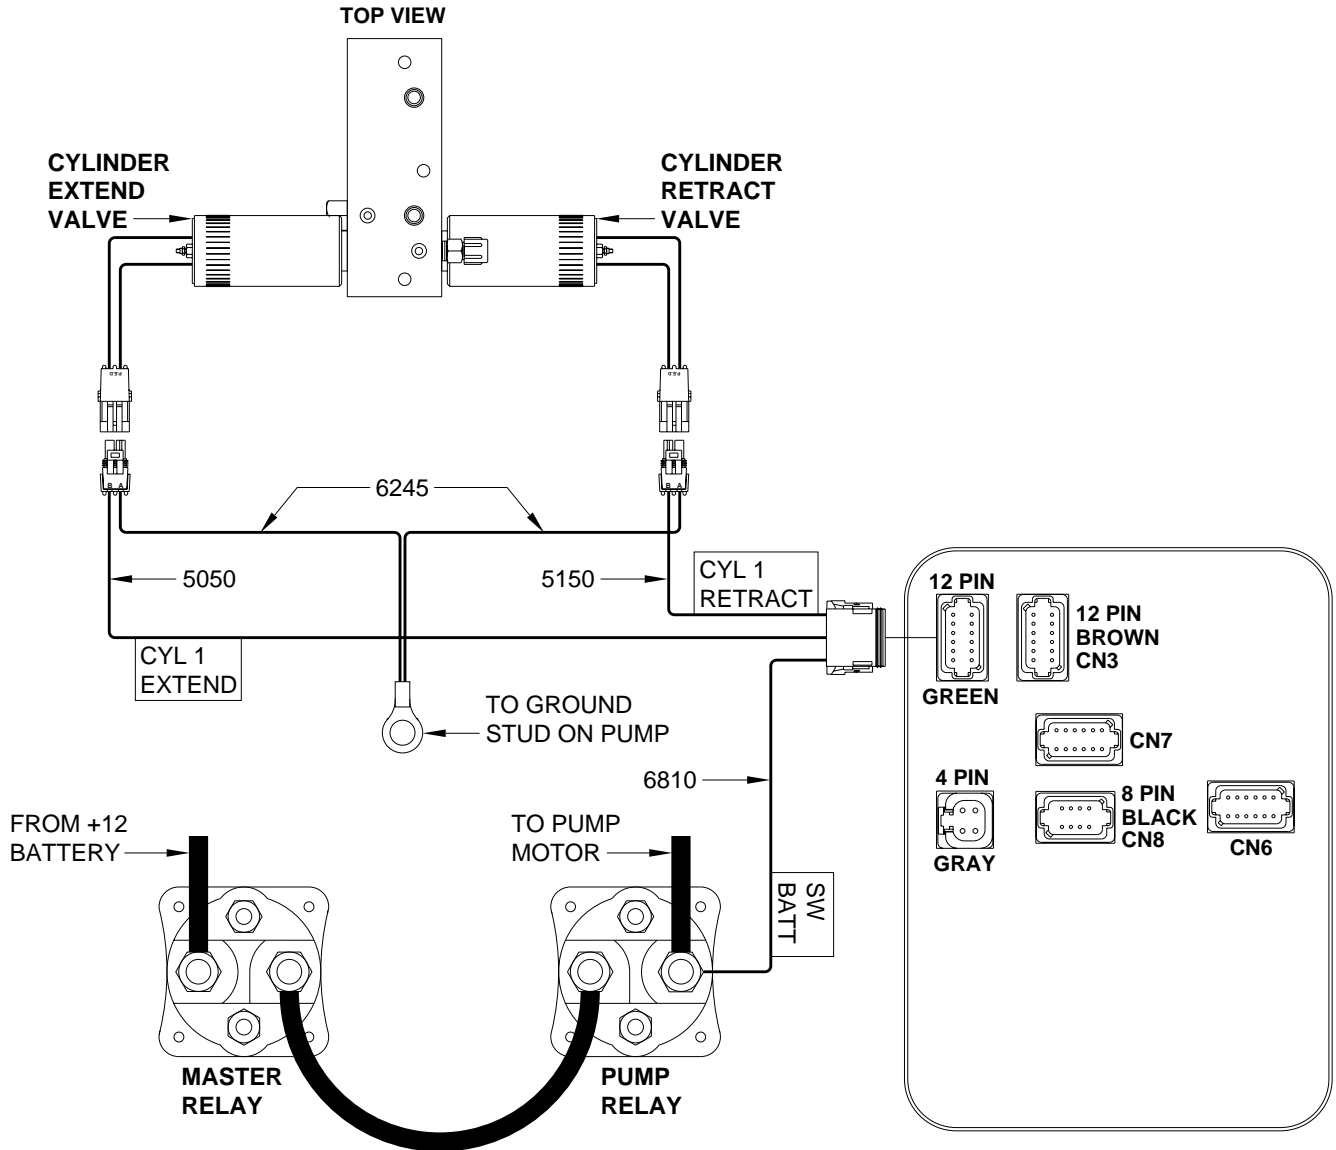 TOP VIEW
CYLINDER
EXTEND
VALVE
CYLINDER
RETRACT
VALVE
P.E.D
P.E.D
B A
B A
6245
5050
5150
CYL 1
RETRACT
CYL 1
EXTEND
12 PIN
GREEN
12 PIN
BROWN
CN3
TO GROUND
STUD ON PUMP
CN7
6810
4 PIN
GRAY
8 PIN
BLACK
CN8
CN6
FROM +12
BATTERY
TO PUMP
MOTOR
SW
BATT
MASTER
RELAY
PUMP
RELAY